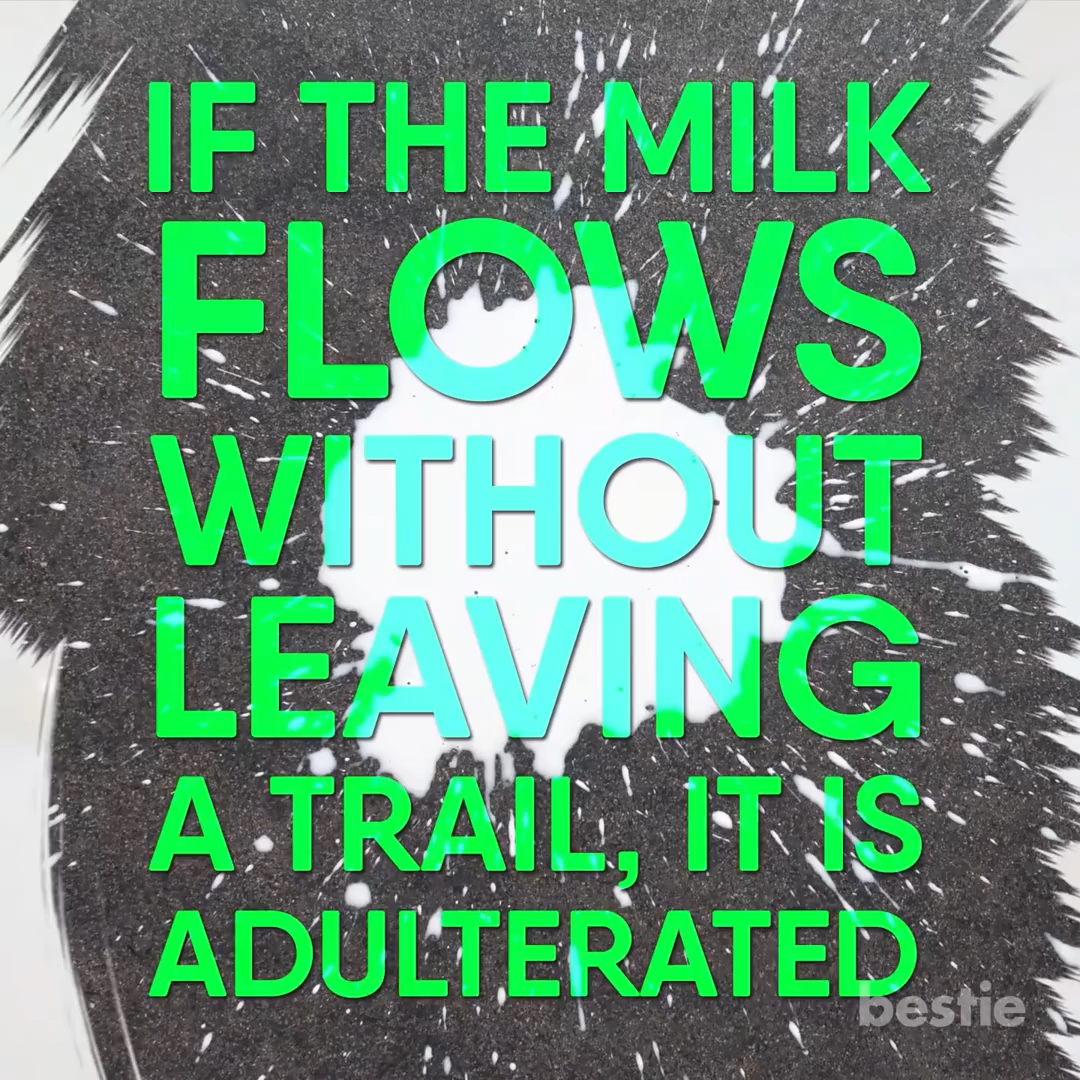 IF THE MILK
FLOWS
WITHOUT
LEAVING
A TRAIL, IT IS
ADULTERATED
bestie